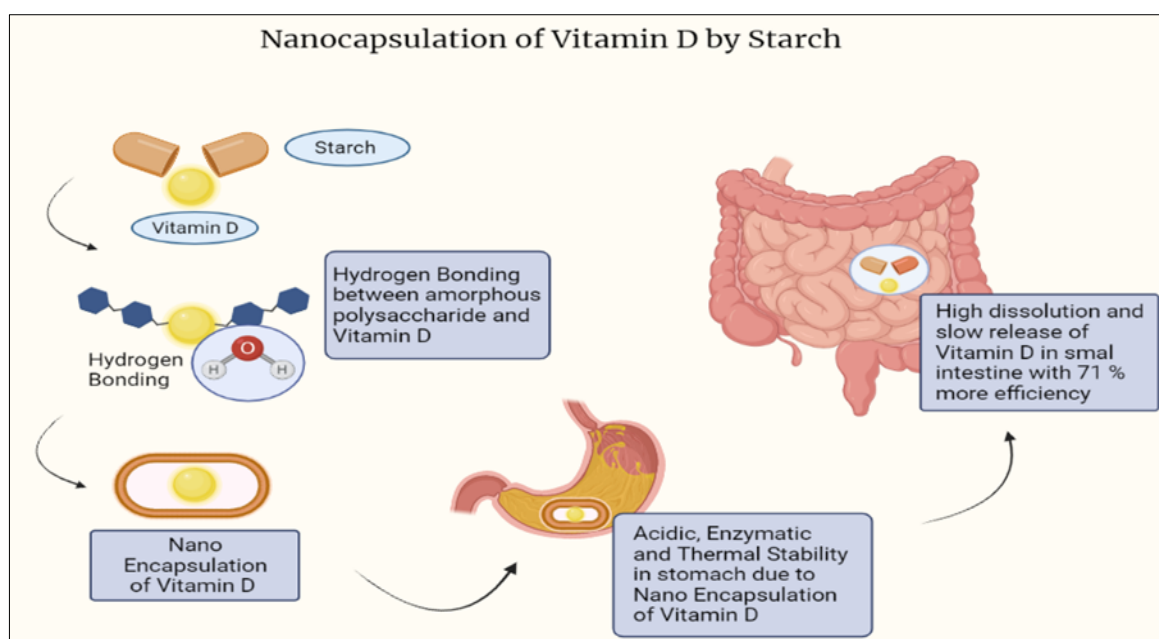 Nanocapsulation of Vitamin D by Starch
Starch
Vitamin D
Hydrogen Bonding
between amorphous
polysaccharide and
Vitamin D
Hydrogen
Bonding
O
H
H
Nano
Encapsulation
of Vitamin D
Acidic, Enzymatic
and Thermal Stability
in stomach due to
Nano Encapsulation
of Vitamin D
High dissolution and
slow release of
Vitamin D in smal
intestine with 71 %
more efficiency